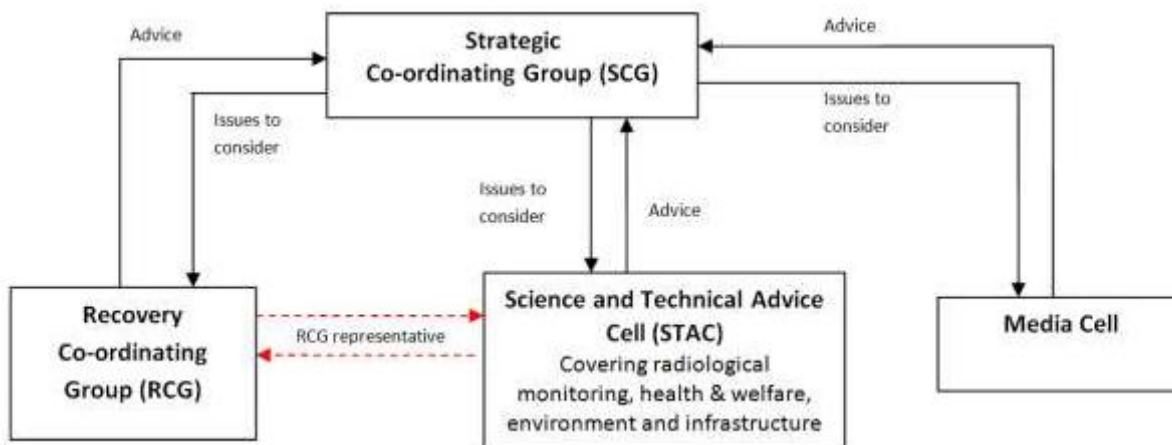 Advice
Strategic
Co-ordinating Group (SCG)
Advice
Issues to
consider
Issues to
consider
Issues to
consider
Advice
Recovery
Co-ordinating
Group (RCG)
RCG representative
Science and Technical Advice
Cell (STAC)
Covering radiological
monitoring, health & welfare,
environment and infrastructure
Media Cell